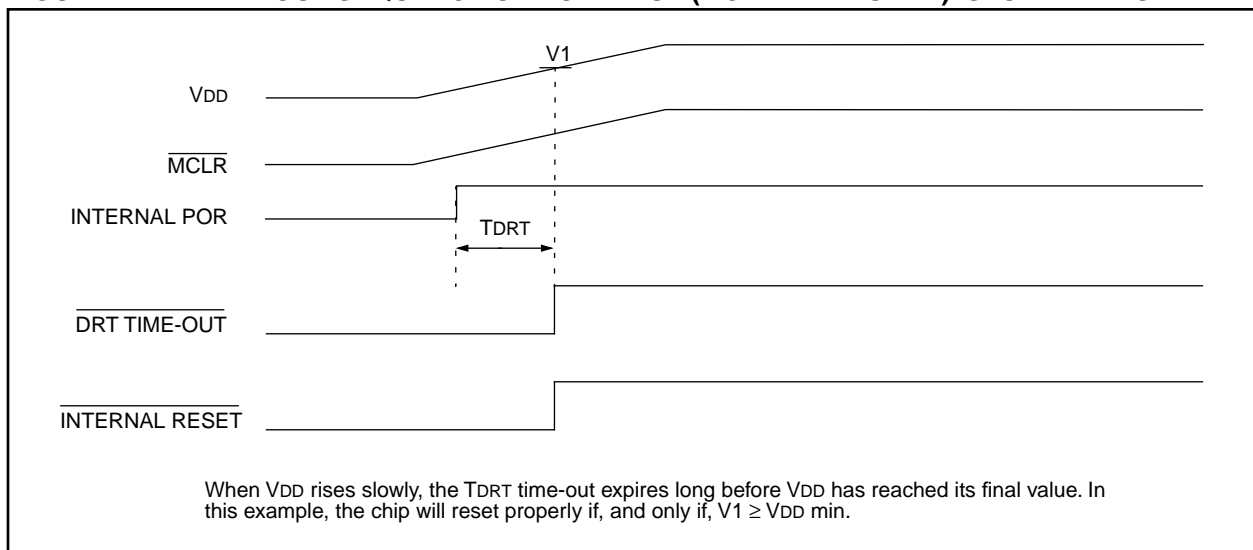 V1
VDD
MCLR
INTERNAL POR
TDRT
DRT TIME-OUT
INTERNAL RESET
When VDD rises slowly, the TDRT time-out expires long before VDD has reached its final value. In
this example, the chip will reset properly if, and only if, V1 ≥ VDD min.